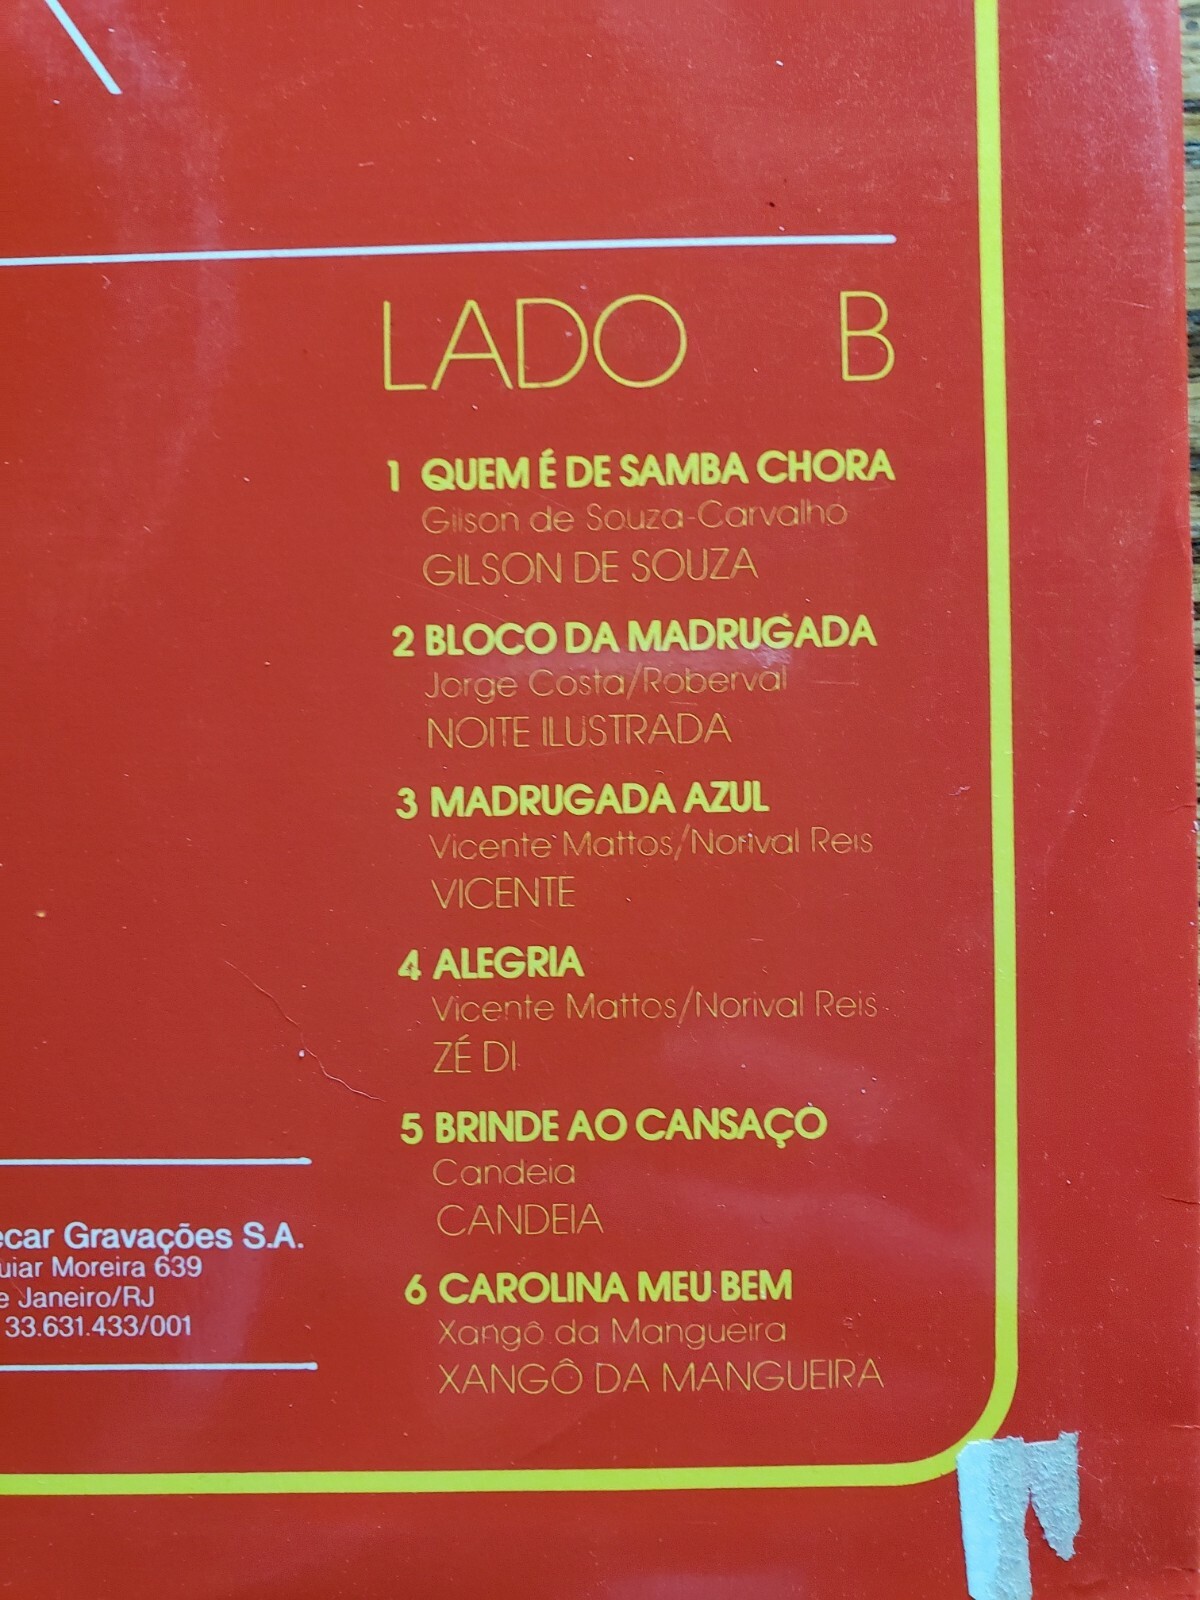 LADO B
1 QUEM É DE SAMBA CHORA
Gilson de Souza-Carvalho
GILSON DE SOUZA
2 BLOCO DA MADRUGADA
Jorge Costa/Roberval
NOITE ILUSTRADA
3 MADRUGADA AZUL
Vicente Mattos/Norival Reis
VICENTE
4 ALEGRIA
Vicente Mattos/Norival Reis
ZÉ DI
5 BRINDE AO CANSAÇO
Candeia
CANDEIA
6 CAROLINA MEU BEM
Xangô da Mangueira
XANGÔ DA MANGUEIRA
ecar Gravações S.A.
uiar Moreira 639
e Janeiro/RJ
33.631.433/001